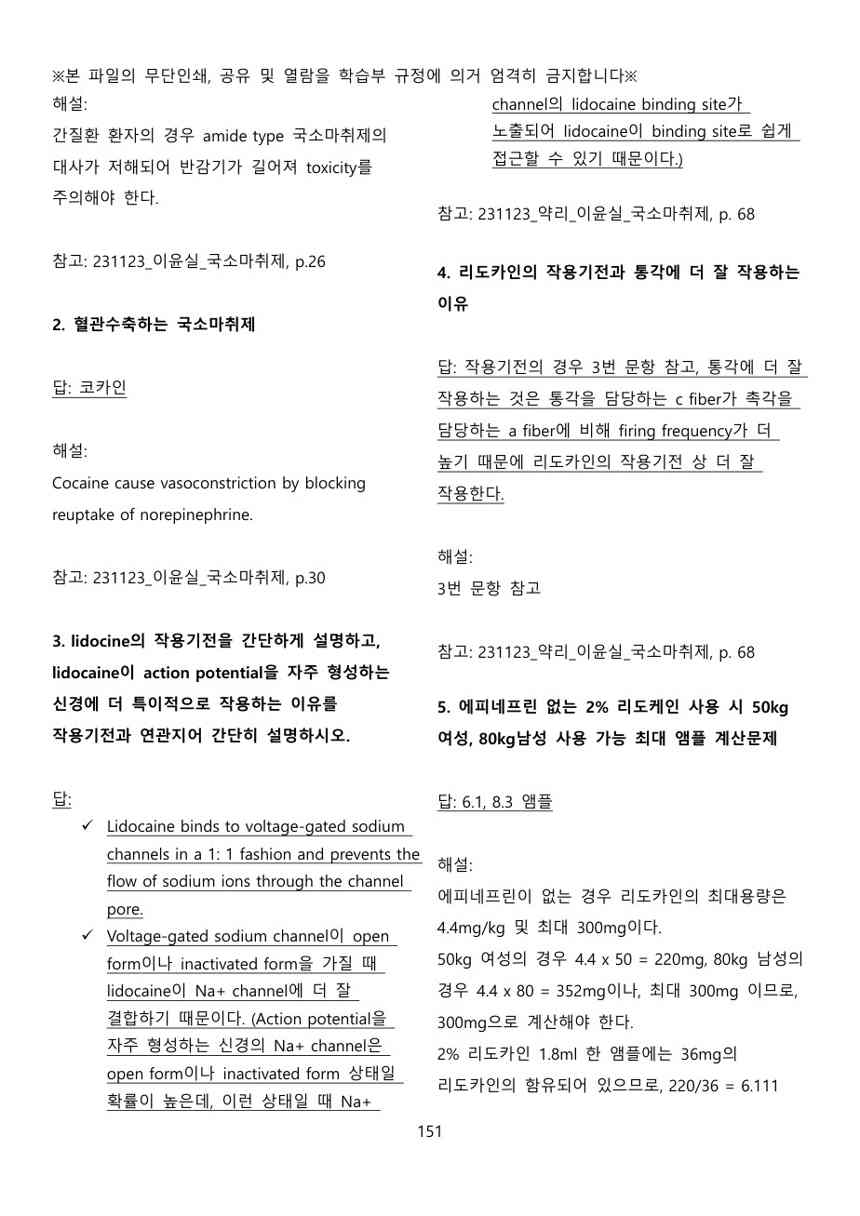 ※본 파일의 무단인쇄, 공유 및 열람을 학습부 규정에 의거 엄격히 금지합니다※
해설:
간질환 환자의 경우 amide type 국소마취제의
대사가 저해되어 반감기가 길어져 toxicity를
주의해야 한다.
참고: 231123_이윤실_국소마취제, p.26
2. 혈관수축하는 국소마취제
답: 코카인
해설:
Cocaine cause vasoconstriction by blocking
reuptake of norepinephrine.
참고: 231123_이윤실_국소마취제, p.30
3. lidocine의 작용기전을 간단하게 설명하고,
lidocaine이 action potential을 자주 형성하는
신경에 더 특이적으로 작용하는 이유를
작용기전과 연관지어 간단히 설명하시오.
답:
✓ Lidocaine binds to voltage-gated sodium
channels in a 1: 1 fashion and prevents the
flow of sodium ions through the channel
pore.
✓ Voltage-gated sodium channel이 open
form이나 inactivated form을 가질 때
lidocaine이 Na+ channel에 더 잘
결합하기 때문이다. (Action potential을
자주 형성하는 신경의 Na+ channel은
open form이나 inactivated form 상태일
확률이 높은데, 이런 상태일 때 Na+
channel의 lidocaine binding site가
노출되어 lidocaine이 binding site로 쉽게
접근할 수 있기 때문이다.)
참고: 231123_약리_이윤실_국소마취제, p. 68
4. 리도카인의 작용기전과 통각에 더 잘 작용하는
이유
답: 작용기전의 경우 3번 문항 참고, 통각에 더 잘
작용하는 것은 통각을 담당하는 c fiber가 촉각을
담당하는 a fiber에 비해 firing frequency가 더
높기 때문에 리도카인의 작용기전 상 더 잘
작용한다.
해설:
3번 문항 참고
참고: 231123_약리_이윤실_국소마취제, p. 68
5. 에피네프린 없는 2% 리도케인 사용 시 50kg
여성, 80kg남성 사용 가능 최대 앰플 계산문제
답: 6.1, 8.3 앰플
해설:
에피네프린이 없는 경우 리도카인의 최대용량은
4.4mg/kg 및 최대 300mg이다.
50kg 여성의 경우 4.4 x 50 = 220mg, 80kg 남성의
경우 4.4 x 80 = 352mg이나, 최대 300mg 이므로,
300mg으로 계산해야 한다.
2% 리도카인 1.8ml 한 앰플에는 36mg의
리도카인의 함유되어 있으므로, 220/36 = 6.111
151